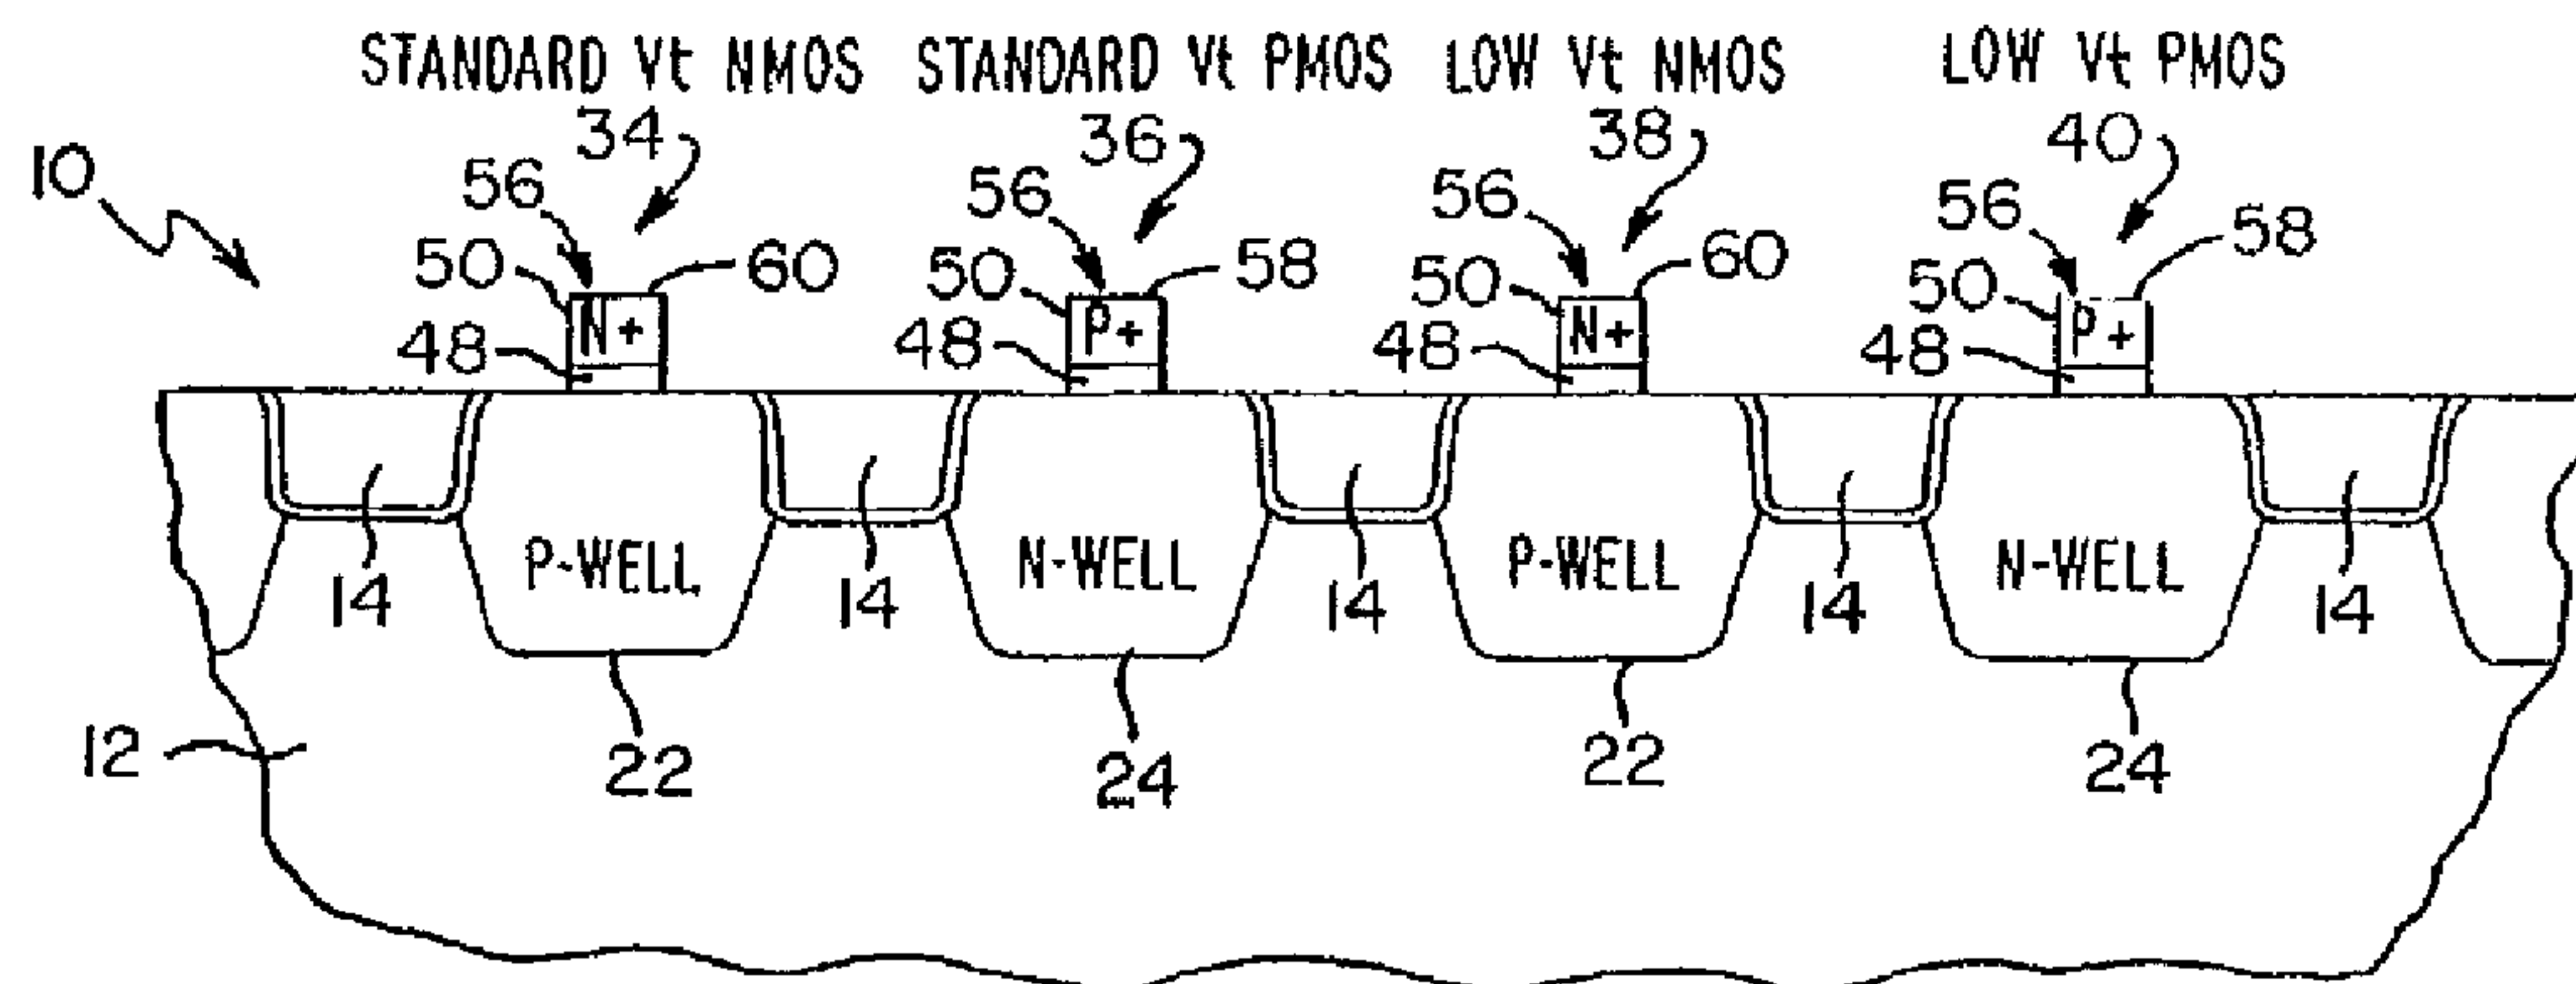 STANDARD Vt NMOS STANDARD Vt PMOS LOW Vt NMOS LOW Vt PMOS
34 36 38 40
10 56 56 56 56
50 60 50 58 50 60 50 58
N+ P+ N+ P+
48 48 48 48
P-WELL N-WELL P-WELL N-WELL
14 14 14 14 14
12 22 24 22 24